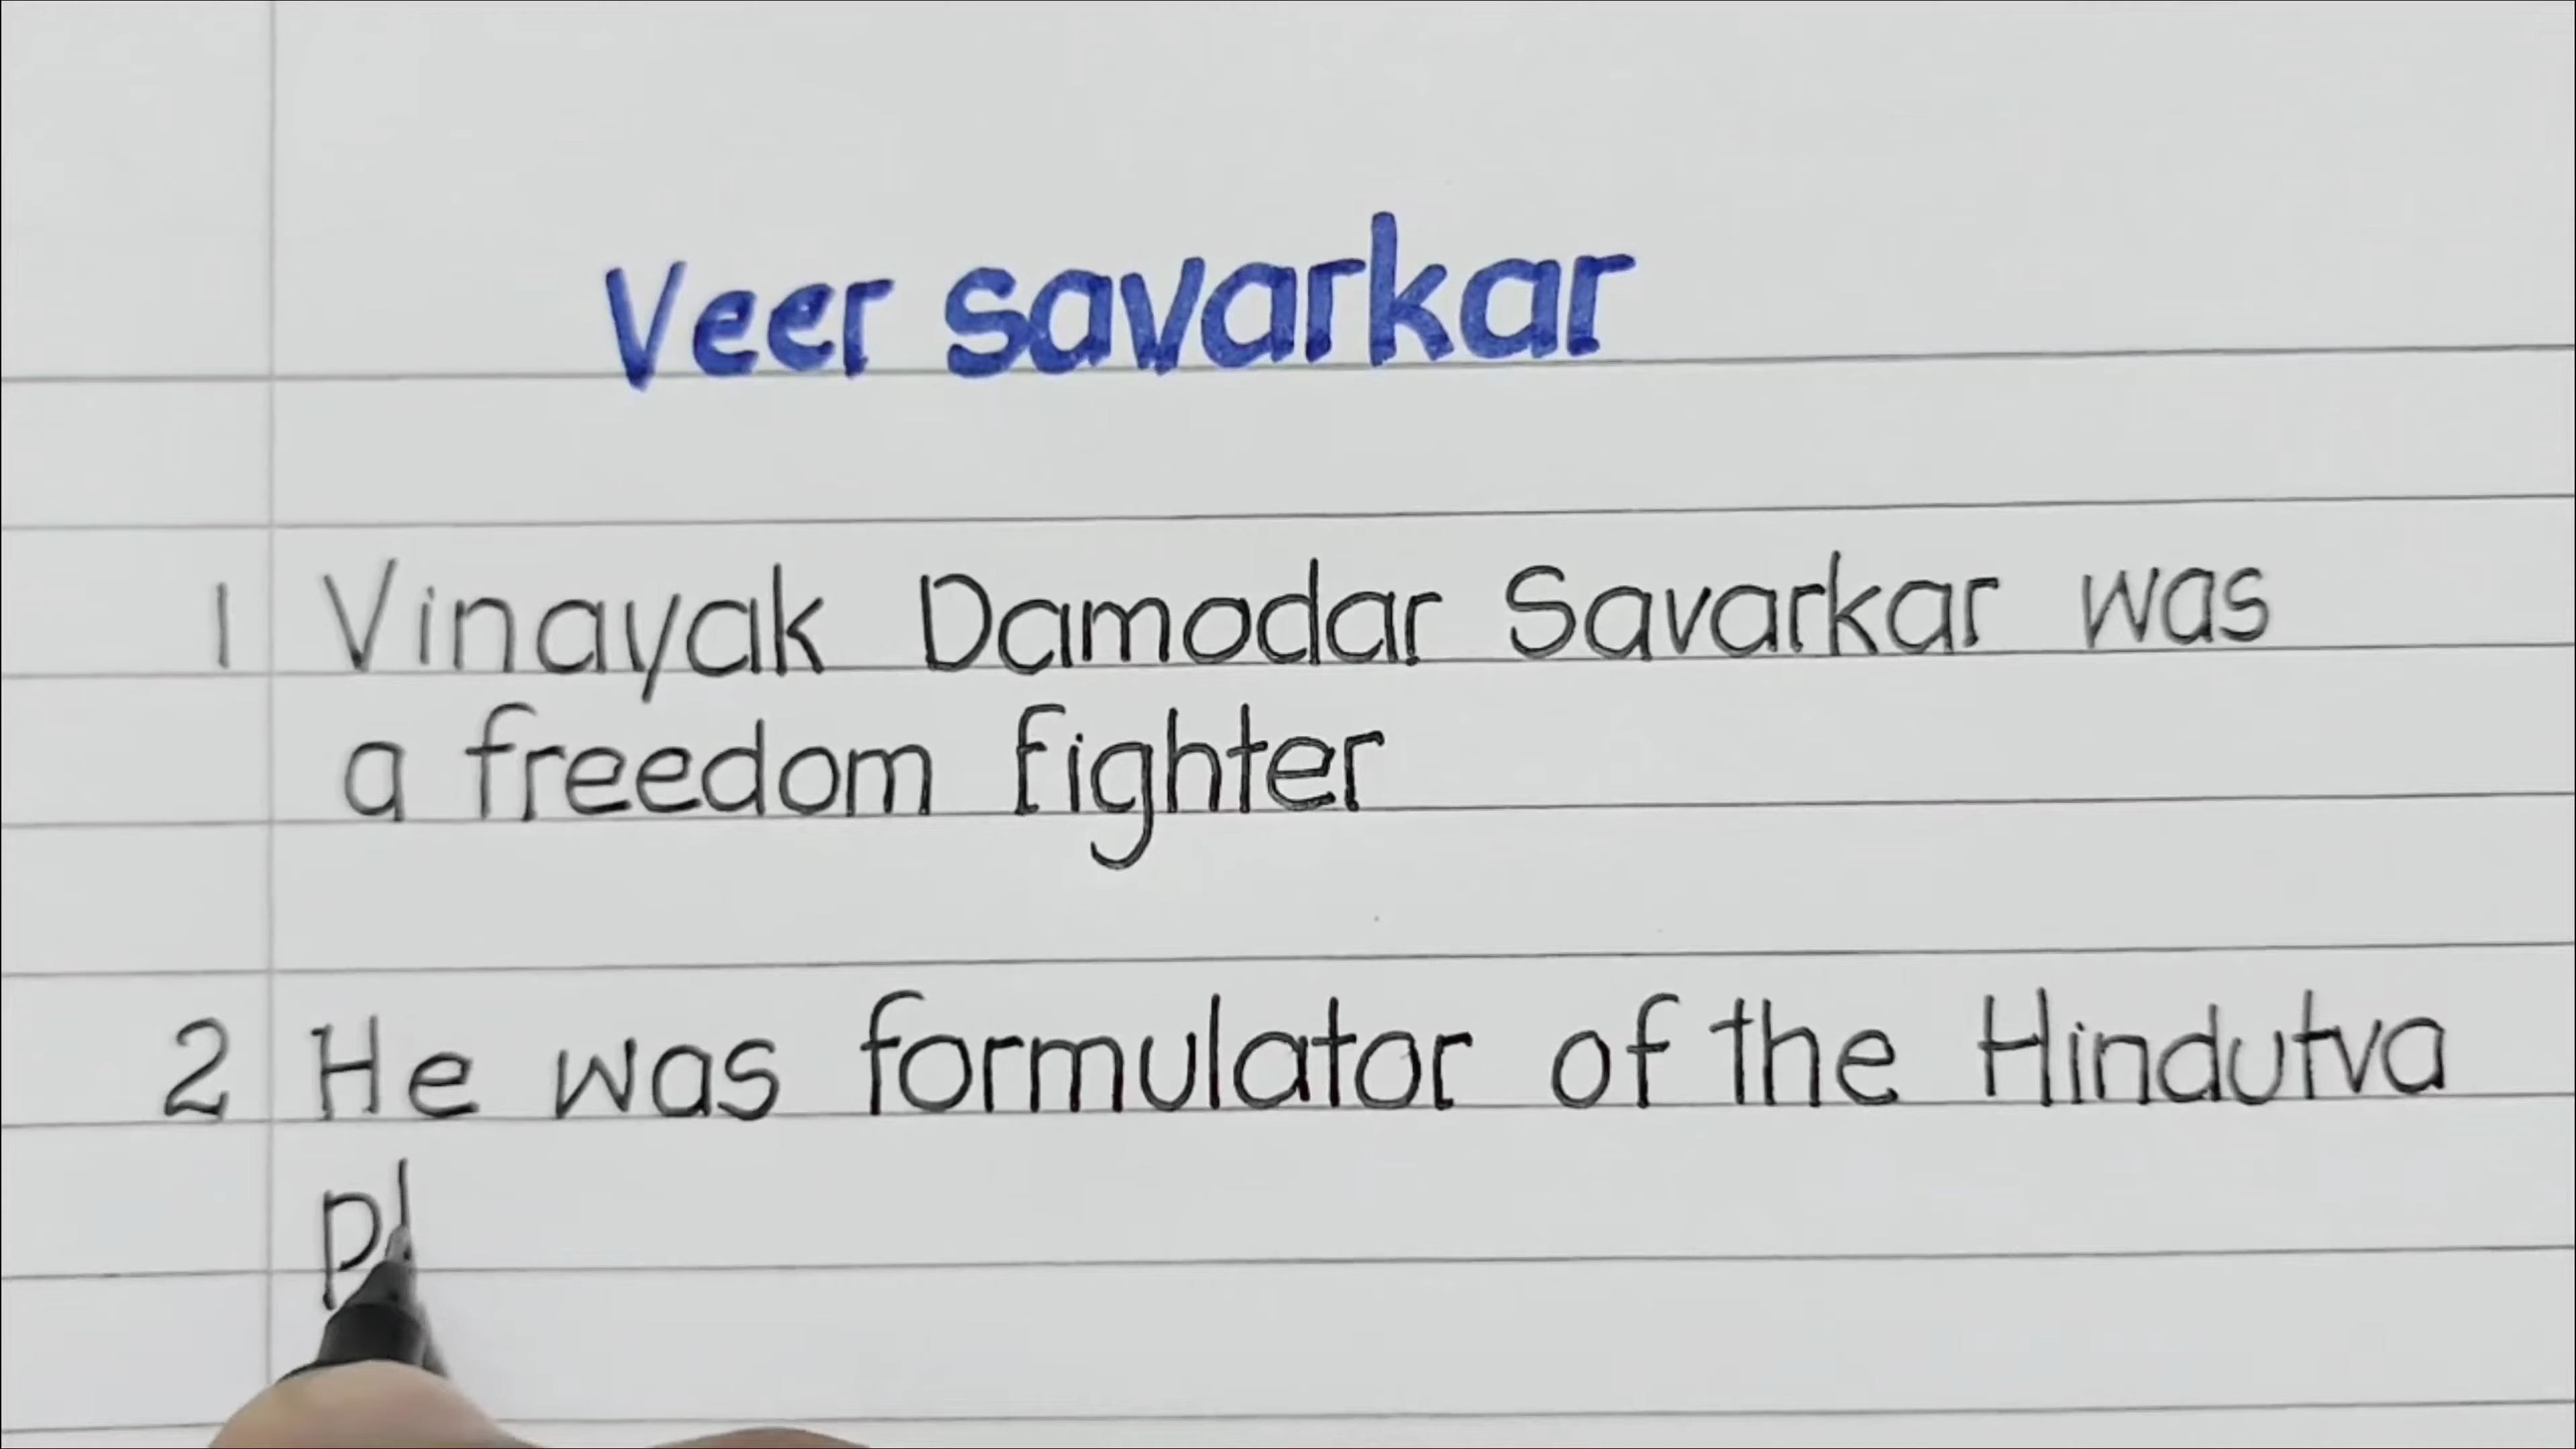 Veer savarkar
1 Vinayak Damodar Savarkar was
a freedom fighter
2 He was formulator of the Hindutva